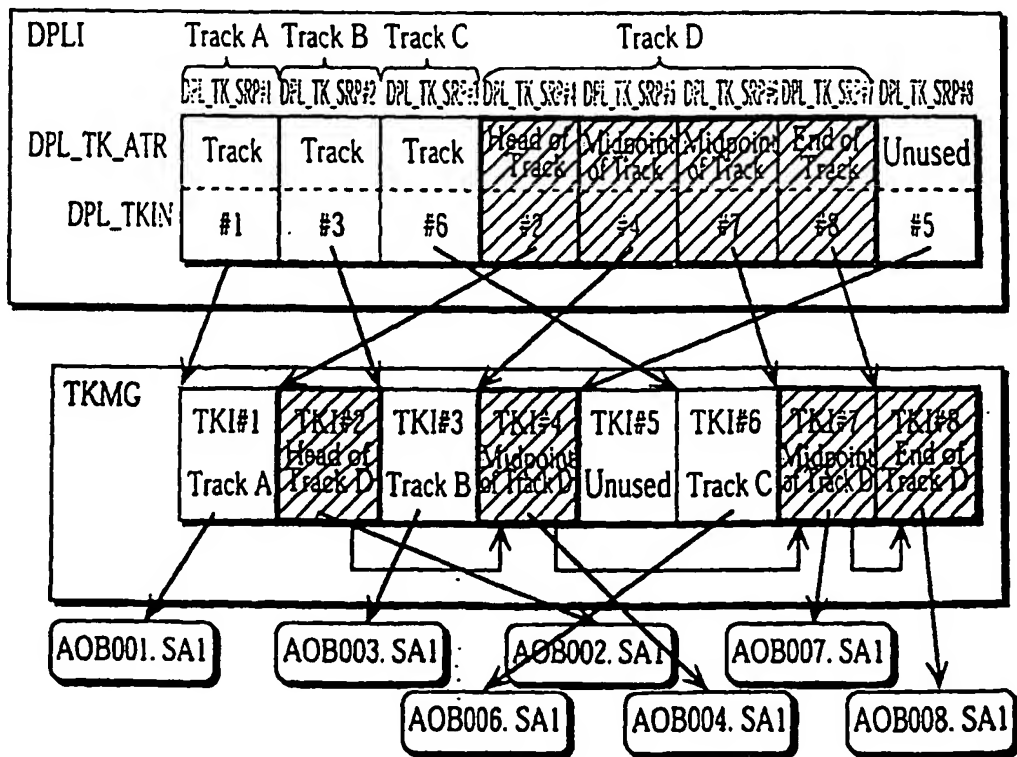 DPLI Track A Track B Track C Track D
DPL_TK_SRP#1 DPL_TK_SRP#2 DPL_TK_SRP#3 DPL_TK_SRP#4 DPL_TK_SRP#5 DPL_TK_SRP#6 DPL_TK_SRP#7 DPL_TK_SRP#8
DPL_TK_ATR Track Track Track Head of Track Midpoint of Track Midpoint of Track End of Track Unused
DPL_TKIN #1 #3 #6 #2 #4 #7 #8 #5
TKMG
TKI#1 TKI#2 TKI#3 TKI#4 TKI#5 TKI#6 TKI#7 TKI#8
Track A Head of Track D Track B Midpoint of Track D Unused Track C Midpoint of Track D End of Track D
AOB001. SA1 AOB003. SA1 AOB002. SA1 AOB007. SA1
AOB006. SA1 AOB004. SA1 AOB008. SA1